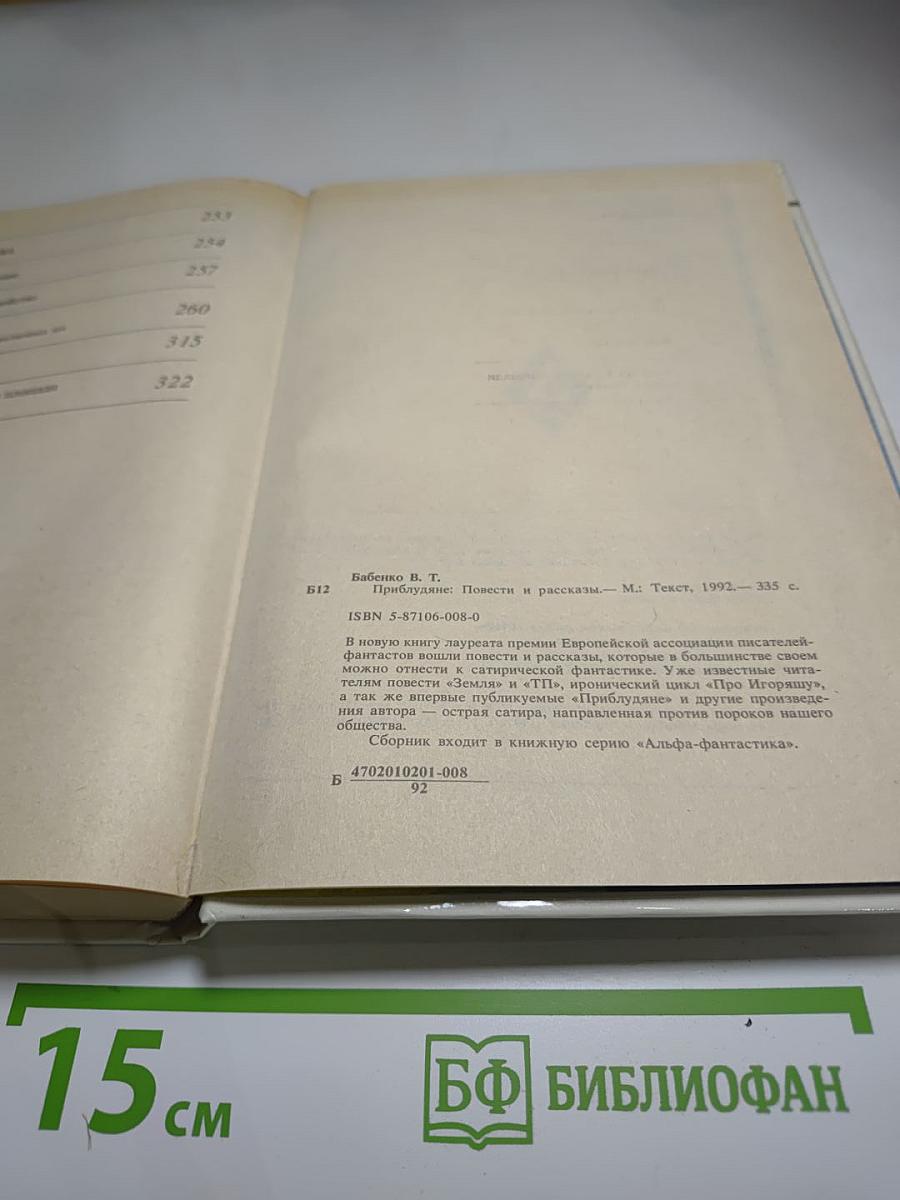 233
234
237
260
315
322
Бабенко В. Т.
Б12 Приблудяне: Повести и рассказы.— М.: Текст, 1992.— 335 с.
ISBN 5-87106-008-0
В новую книгу лауреата премии Европейской ассоциации писателей-
фантастов вошли повести и рассказы, которые в большинстве своем
можно отнести к сатирической фантастике. Уже известные чита-
телям повести «Земля» и «ТП», иронический цикл «Про Игоряшу»,
а так же впервые публикуемые «Приблудяне» и другие произведе-
ния автора — острая сатира, направленная против пороков нашего
общества.
Сборник входит в книжную серию «Альфа-фантастика».
Б 4702010201-008
92
15 см
БФ БИБЛИОФАН